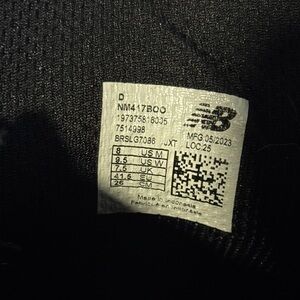 D
NM417BOO
197375818035
7514998
BRSLG7086 JXT
NB
MFG 05/2023
LOC:25
8 US M
9.5 US W
7.5 UK
41.5 EU
26 CM
Made in Indonesia